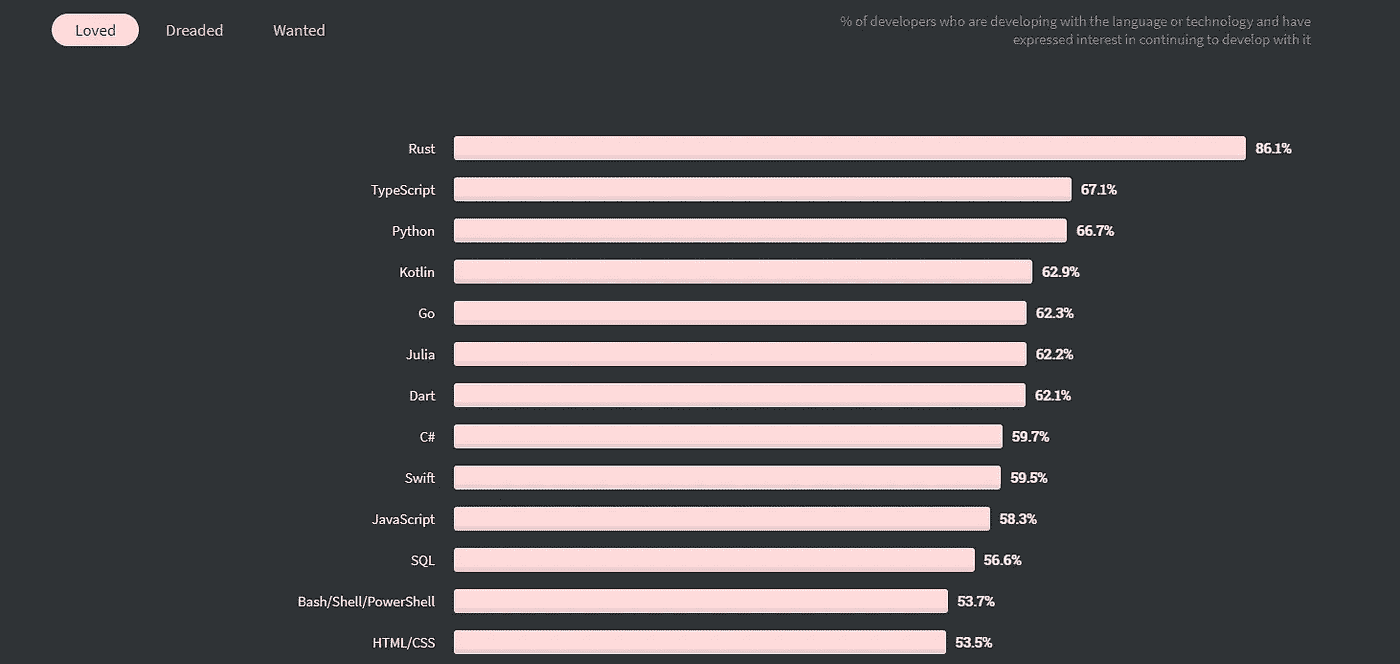 Loved Dreaded Wanted
% of developers who are developing with the language or technology and have
expressed interest in continuing to develop with it
Rust 86.1%
TypeScript 67.1%
Python 66.7%
Kotlin 62.9%
Go 62.3%
Julia 62.2%
Dart 62.1%
C# 59.7%
Swift 59.5%
JavaScript 58.3%
SQL 56.6%
Bash/Shell/PowerShell 53.7%
HTML/CSS 53.5%